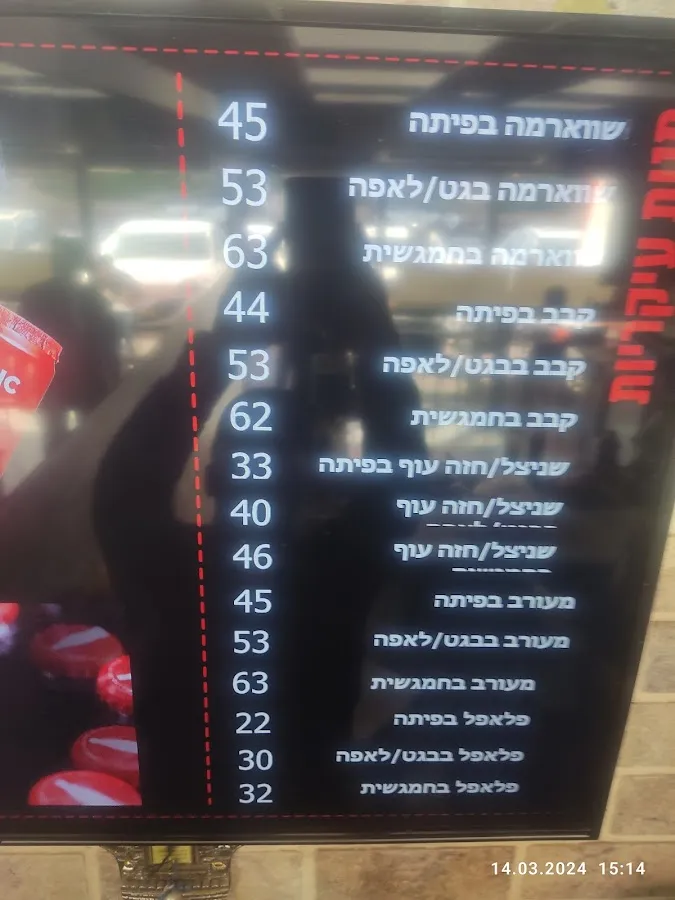 מנות עיקריות
שווארמה בפיתה 45
שווארמה בגט/לאפה 53
שווארמה בחמגשית 63
קבב בפיתה 44
קבב בבגט/לאפה 53
קבב בחמגשית 62
שניצל/חזה עוף בפיתה 33
שניצל/חזה עוף 40
שניצל/חזה עוף 46
מעורב בפיתה 45
מעורב בבגט/לאפה 53
מעורב בחמגשית 63
פלאפל בפיתה 22
פלאפל בבגט/לאפה 30
פלאפל בחמגשית 32
14.03.2024 15:14